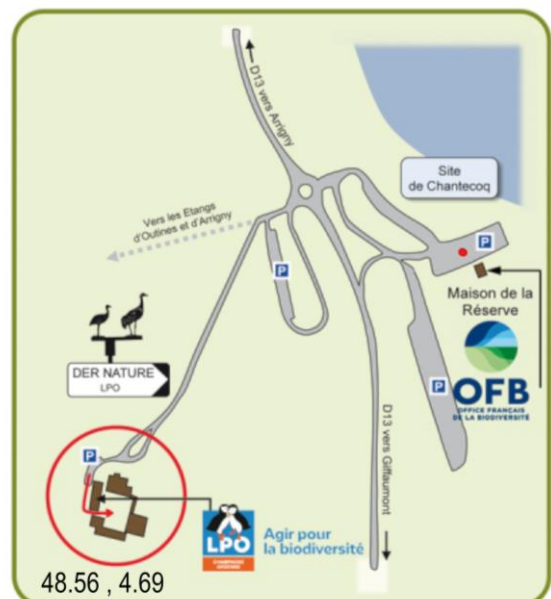 D13 vers Arrigny
Site
de Chantecoq
Vers les Etangs
d'Outines et d'Arrigny
P
P
Maison de la
Réserve
DER NATURE
LPO
P
OFB
OFFICE FRANÇAIS
DE LA BIODIVERSITÉ
D13 vers Giffaumont
P
LPO
CHAMPAGNE
ARDENNE
Agir pour
la biodiversité
48.56 , 4.69